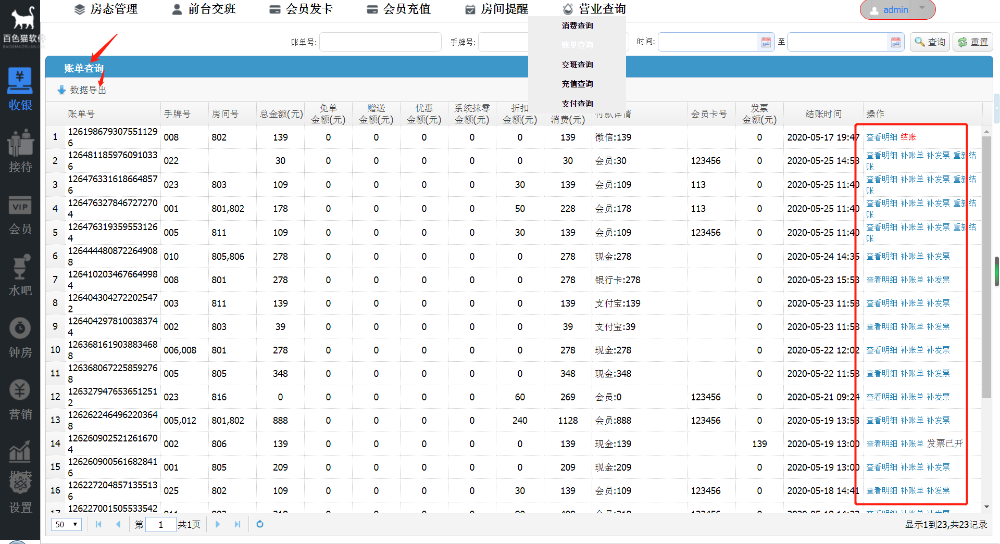 房态管理 前台交班 会员发卡 会员充值 房间提醒 营业查询 admin
百色猫软件
账单号: 手牌号: 时间: 至 查询 重置
消费查询
账单查询
交班查询
充值查询
支付查询
账单查询
数据导出
收银
接待
VIP
会员
水吧
钟房
营销
设置
账单号 手牌号 房间号 总金额(元) 免单金额(元) 赠送金额(元) 优惠金额(元) 系统抹零金额(元) 折扣金额(元) 消费(元) 付款详情 会员卡号 发票金额(元) 结账时间 操作
1 1261986793075511296 008 802 139 0 0 0 0 0 139 微信:139 0 2020-05-17 19:47 查看明细 结账
2 1264811859760910336 022 30 0 0 0 0 0 30 会员:30 123456 0 2020-05-25 14:53 查看明细 补账单 补发票 重新结账
3 1264763316186648576 023 803 109 0 0 0 0 30 139 会员:109 113 0 2020-05-25 11:40 查看明细 补账单 补发票 重新结账
4 1264763278467272704 001 801,802 178 0 0 0 0 50 228 会员:178 113 0 2020-05-25 11:40 查看明细 补账单 补发票 重新结账
5 1264763193595531264 005 811 109 0 0 0 0 30 139 会员:109 123456 0 2020-05-25 11:40 查看明细 补账单 补发票 重新结账
6 1264444808722649088 010 805,806 278 0 0 0 0 0 278 现金:278 0 2020-05-24 14:35 查看明细 补账单 补发票
7 1264102034676649984 008 801 278 0 0 0 0 0 278 银行卡:278 0 2020-05-23 15:53 查看明细 补账单 补发票
8 1264043042722025472 003 811 139 0 0 0 0 0 139 支付宝:139 0 2020-05-23 11:58 查看明细 补账单 补发票
9 1264042978100383744 002 803 39 0 0 0 0 0 39 支付宝:39 0 2020-05-23 11:58 查看明细 补账单 补发票
10 1263681619038834688 006,008 801 278 0 0 0 0 0 278 现金:278 0 2020-05-22 12:02 查看明细 补账单 补发票
11 1263680672258592768 005 805 348 0 0 0 0 0 348 现金:348 0 2020-05-22 11:58 查看明细 补账单 补发票
12 1263279476536512512 023 816 0 0 0 0 0 60 269 会员:0 123456 0 2020-05-21 09:24 查看明细 补账单 补发票
13 1262622464962203648 005,012 801,802 888 0 0 0 0 240 1128 会员:888 123456 0 2020-05-19 13:53 查看明细 补账单 补发票
14 1262609025212616704 002 806 139 0 0 0 0 0 139 现金:139 139 2020-05-19 13:00 查看明细 补账单 发票已开
15 1262609005616828416 001 805 209 0 0 0 0 0 209 现金:209 0 2020-05-19 13:00 查看明细 补账单 补发票
16 1262272048571355136 025 802 109 0 0 0 0 30 139 会员:109 123456 0 2020-05-18 14:41 查看明细 补账单 补发票
126227001505533542
50 第 1 共1页 显示1到23,共23记录